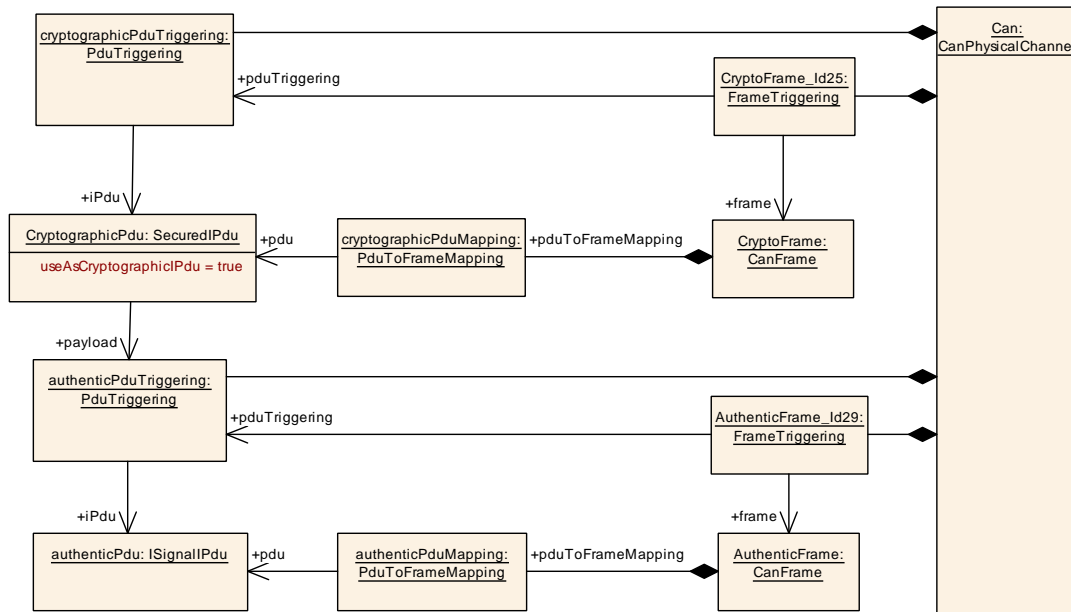 cryptographicPduTriggering:
PduTriggering
Can:
CanPhysicalChannel
+pduTriggering
CryptoFrame_Id25:
FrameTriggering
+iPdu
+frame
CryptographicPdu: SecuredIPdu
useAsCryptographicIPdu = true
+pdu
cryptographicPduMapping:
PduToFrameMapping
+pduToFrameMapping
CryptoFrame:
CanFrame
+payload
authenticPduTriggering:
PduTriggering
+pduTriggering
AuthenticFrame_Id29:
FrameTriggering
+iPdu
+frame
authenticPdu: ISignalIPdu
+pdu
authenticPduMapping:
PduToFrameMapping
+pduToFrameMapping
AuthenticFrame:
CanFrame